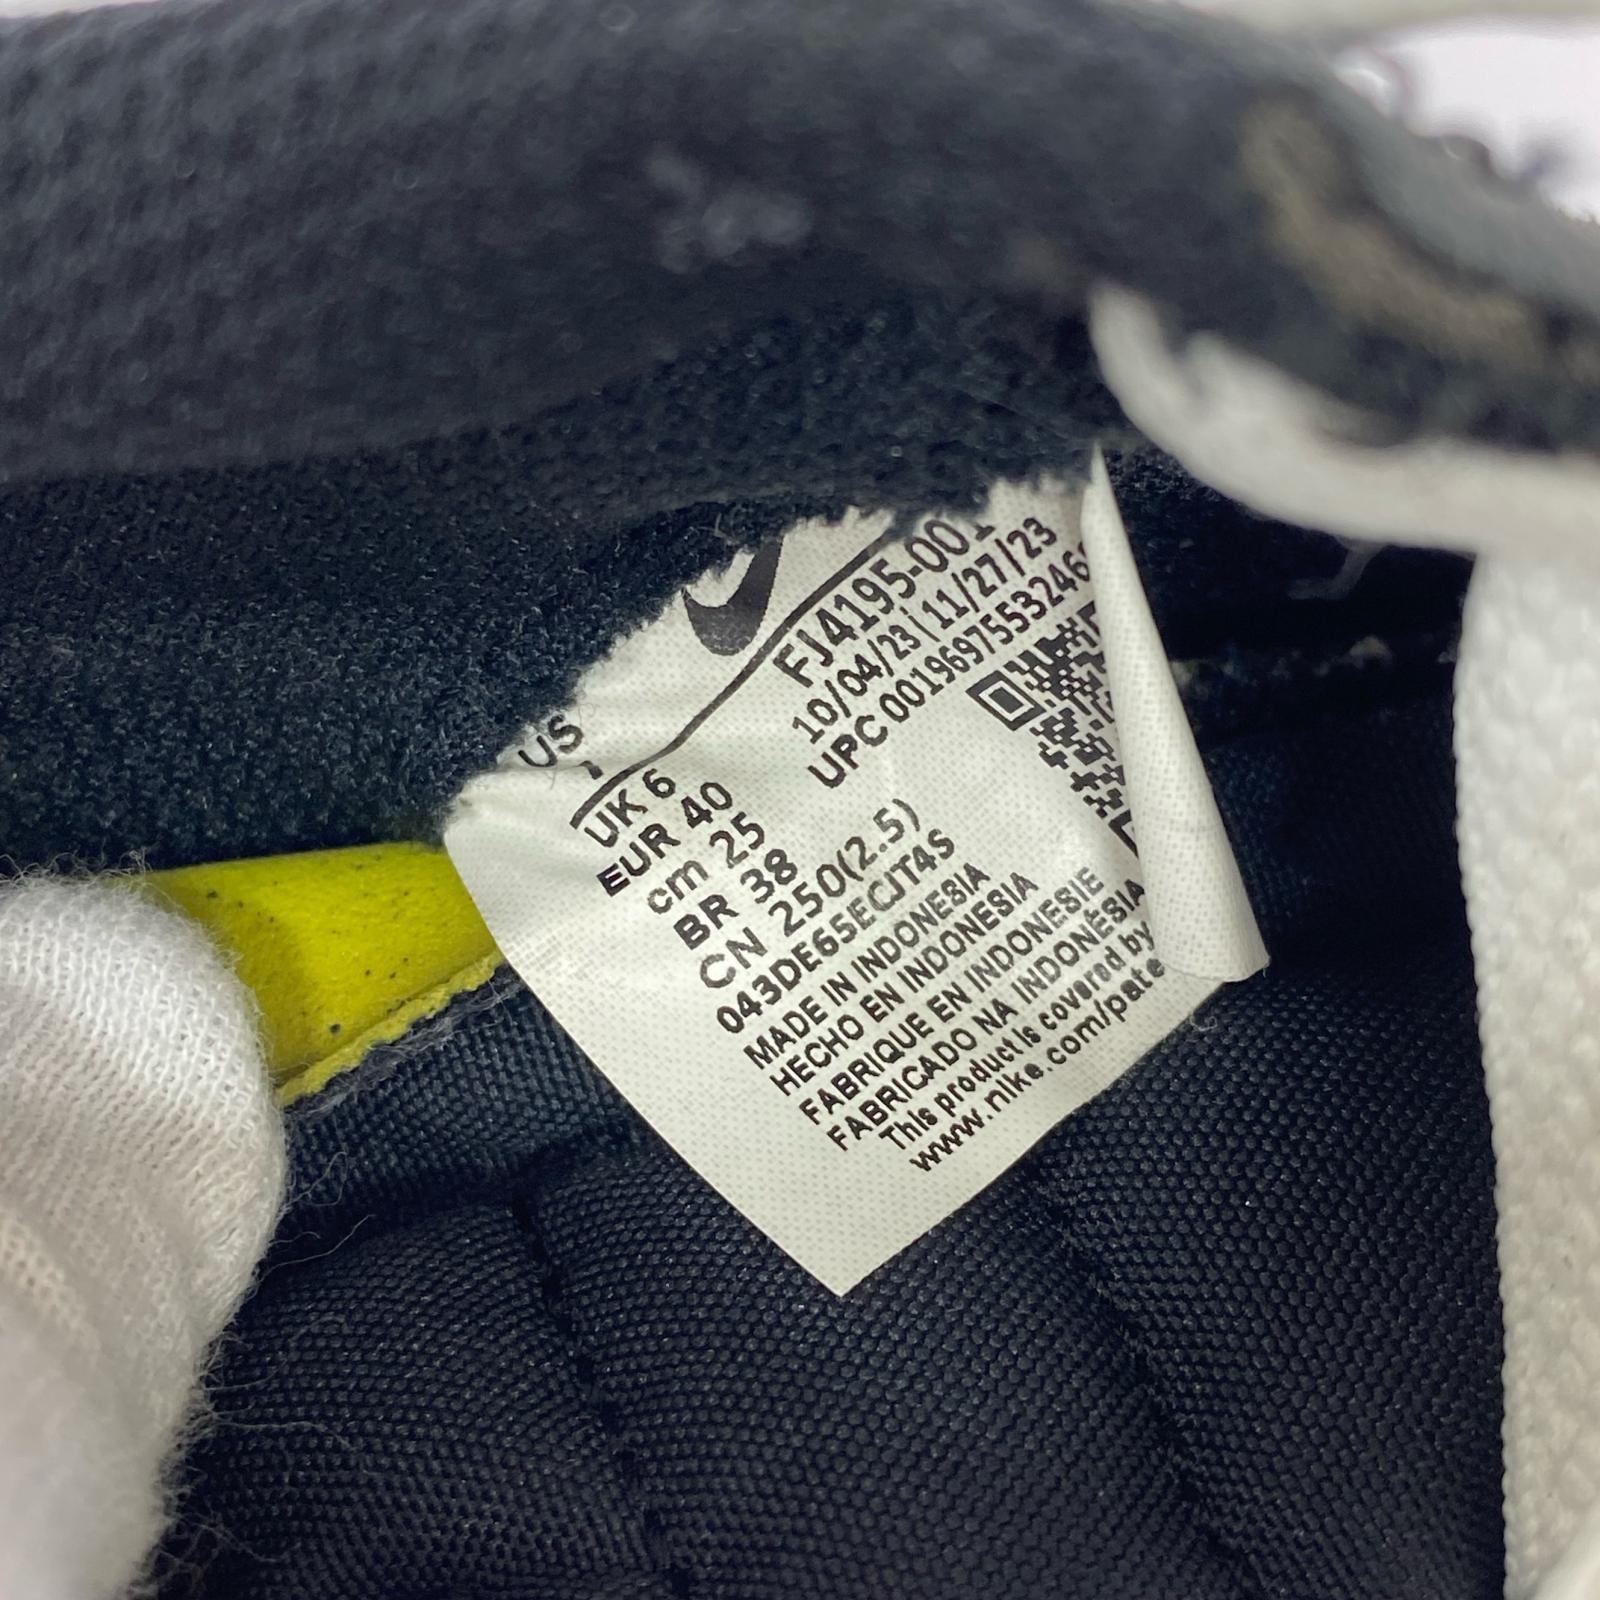 FJ4195-001
10/04/23 11/27/23
UPC 0019697553246
US
UK 6
EUR 40
cm 25
BR 38
CN 250(2.5)
043DE65ECJT4S
MADE IN INDONESIA
HECHO EN INDONESIA
FABRIQUE EN INDONESIE
FABRICADO NA INDONÉSIA
This product is covered by
www.nike.com/pate